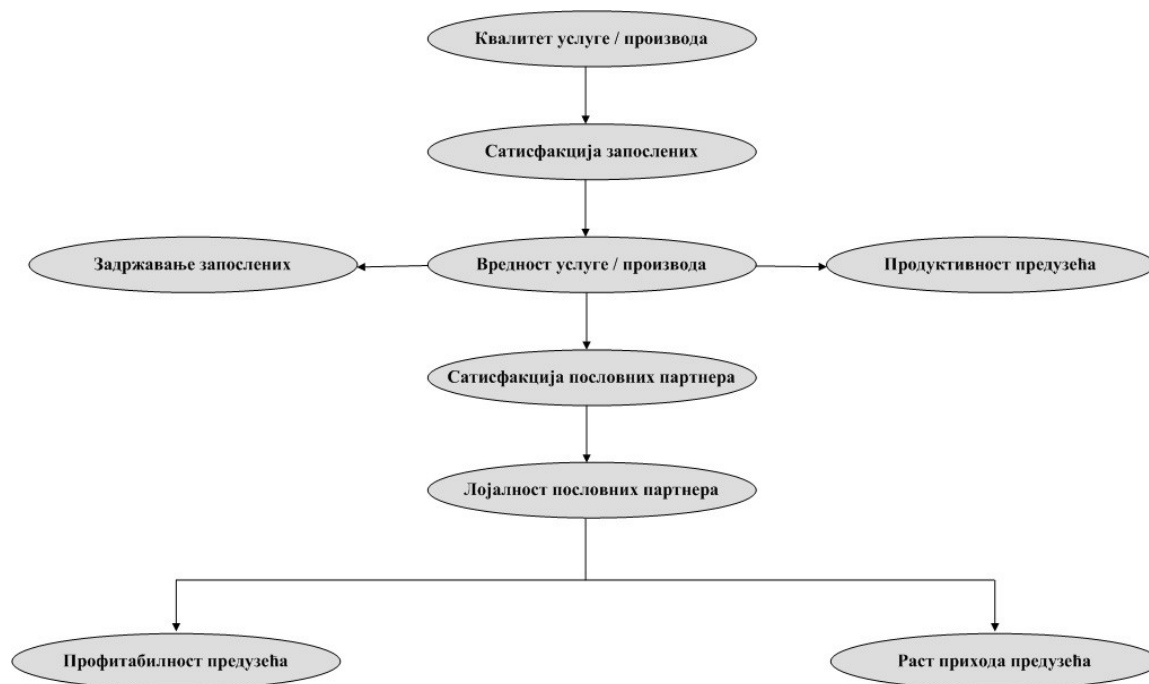 Квалитет услуге / производа
Сатисфакција запослених
Задржавање запослених
Вредност услуге / производа
Продуктивност предузећа
Сатисфакција пословних партнера
Лојалност пословних партнера
Профитабилност предузећа
Раст прихода предузећа